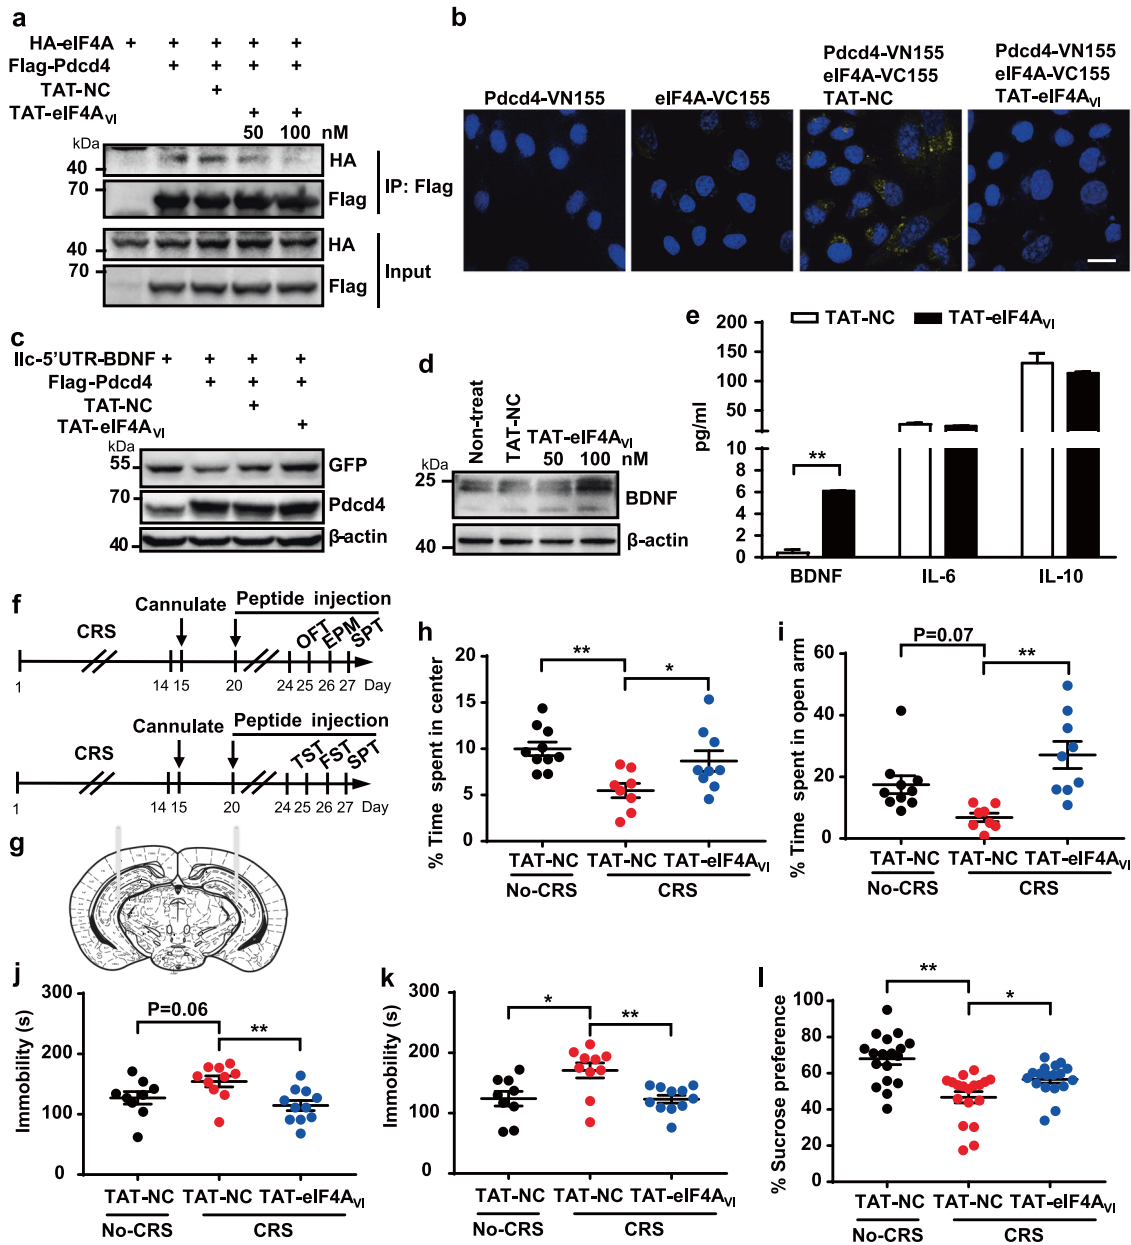 a
HA-eIF4A + + + + +
Flag-Pdcd4 + + + +
TAT-NC +
TAT-eIF4AVI + +
50 100 nM
kDa
40
HA
70
Flag
IP: Flag
40
HA
70
Flag
Input
b
Pdcd4-VN155
eIF4A-VC155
Pdcd4-VN155
eIF4A-VC155
TAT-NC
Pdcd4-VN155
eIF4A-VC155
TAT-eIF4AVI
c
IIc-5'UTR-BDNF + + + +
Flag-Pdcd4 + + +
TAT-NC +
TAT-eIF4AVI +
kDa
55
GFP
70
Pdcd4
40
β-actin
d
Non-treat
TAT-NC
TAT-eIF4AVI
50 100 nM
kDa
25
BDNF
40
β-actin
e
TAT-NC
TAT-eIF4AVI
pg/ml
200
150
100
50
10
8
6
4
2
0
**
BDNF
IL-6
IL-10
f
Peptide injection
Cannulate
CRS
OFT
EPM
SPT
1
14
15
20
24
25
26
27
Day
Peptide injection
Cannulate
CRS
TST
FST
SPT
1
14
15
20
24
25
26
27
Day
g
h
% Time spent in center
20
15
10
5
0
**
*
TAT-NC
TAT-NC
TAT-eIF4AVI
No-CRS
CRS
i
% Time spent in open arm
60
40
20
0
P=0.07
**
TAT-NC
TAT-NC
TAT-eIF4AVI
No-CRS
CRS
j
Immobility (s)
300
200
100
0
P=0.06
**
TAT-NC
TAT-NC
TAT-eIF4AVI
No-CRS
CRS
k
Immobility (s)
300
200
100
0
*
**
TAT-NC
TAT-NC
TAT-eIF4AVI
No-CRS
CRS
l
% Sucrose preference
100
80
60
40
20
0
**
*
TAT-NC
TAT-NC
TAT-eIF4AVI
No-CRS
CRS